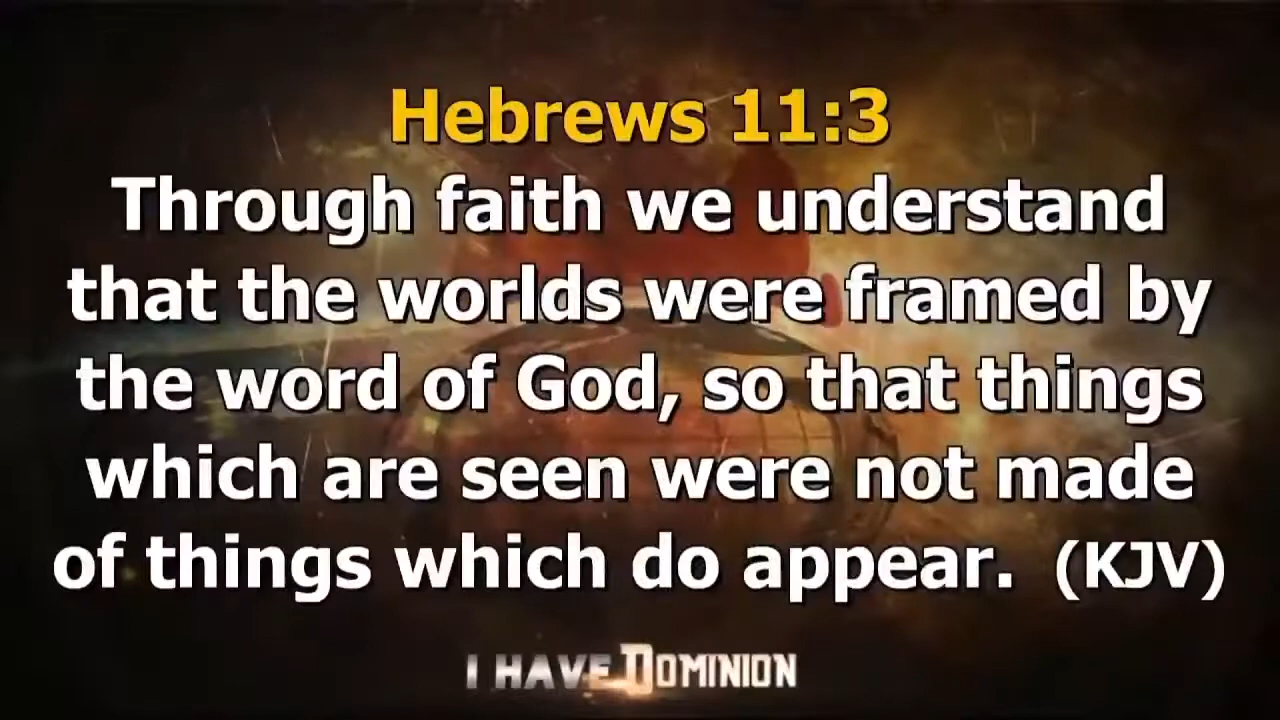 Hebrews 11:3
Through faith we understand
that the worlds were framed by
the word of God, so that things
which are seen were not made
of things which do appear. (KJV)
I HAVE DOMINION